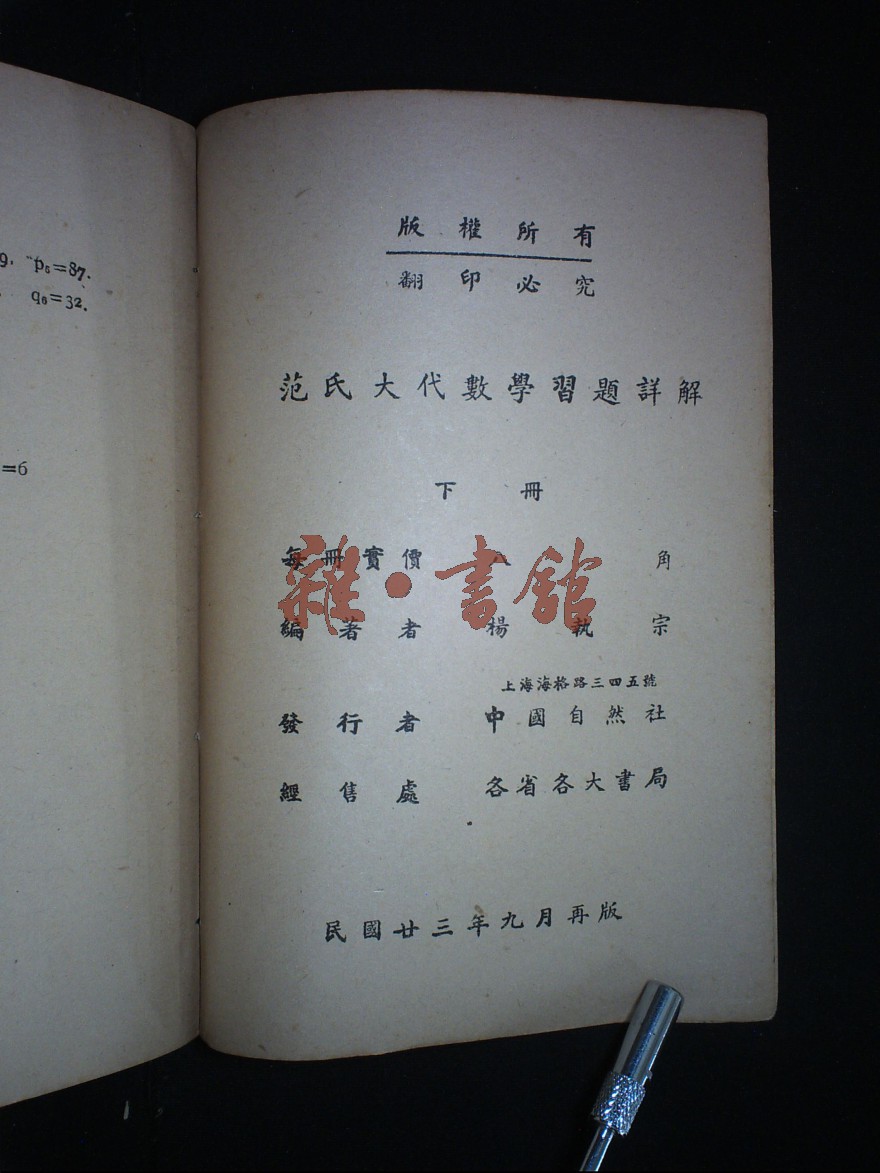 9. p₆=87.
q₆=32.
=6
版權所有
翻印必究
范氏大代數學習題詳解
下冊
每冊實價 角
編著者 楊執宗
上海海格路三四五號
發行者 中國自然社
經售處 各省各大書局
民國廿三年九月再版
雜·書館